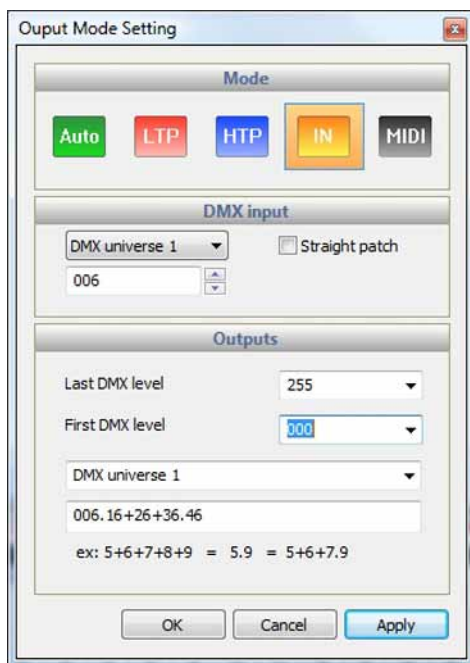 Ouput Mode Setting
Mode
Auto LTP HTP IN MIDI
DMX input
DMX universe 1 Straight patch
006
Outputs
Last DMX level 255
First DMX level 000
DMX universe 1
006.16+26+36.46
ex: 5+6+7+8+9 = 5.9 = 5+6+7.9
OK Cancel Apply